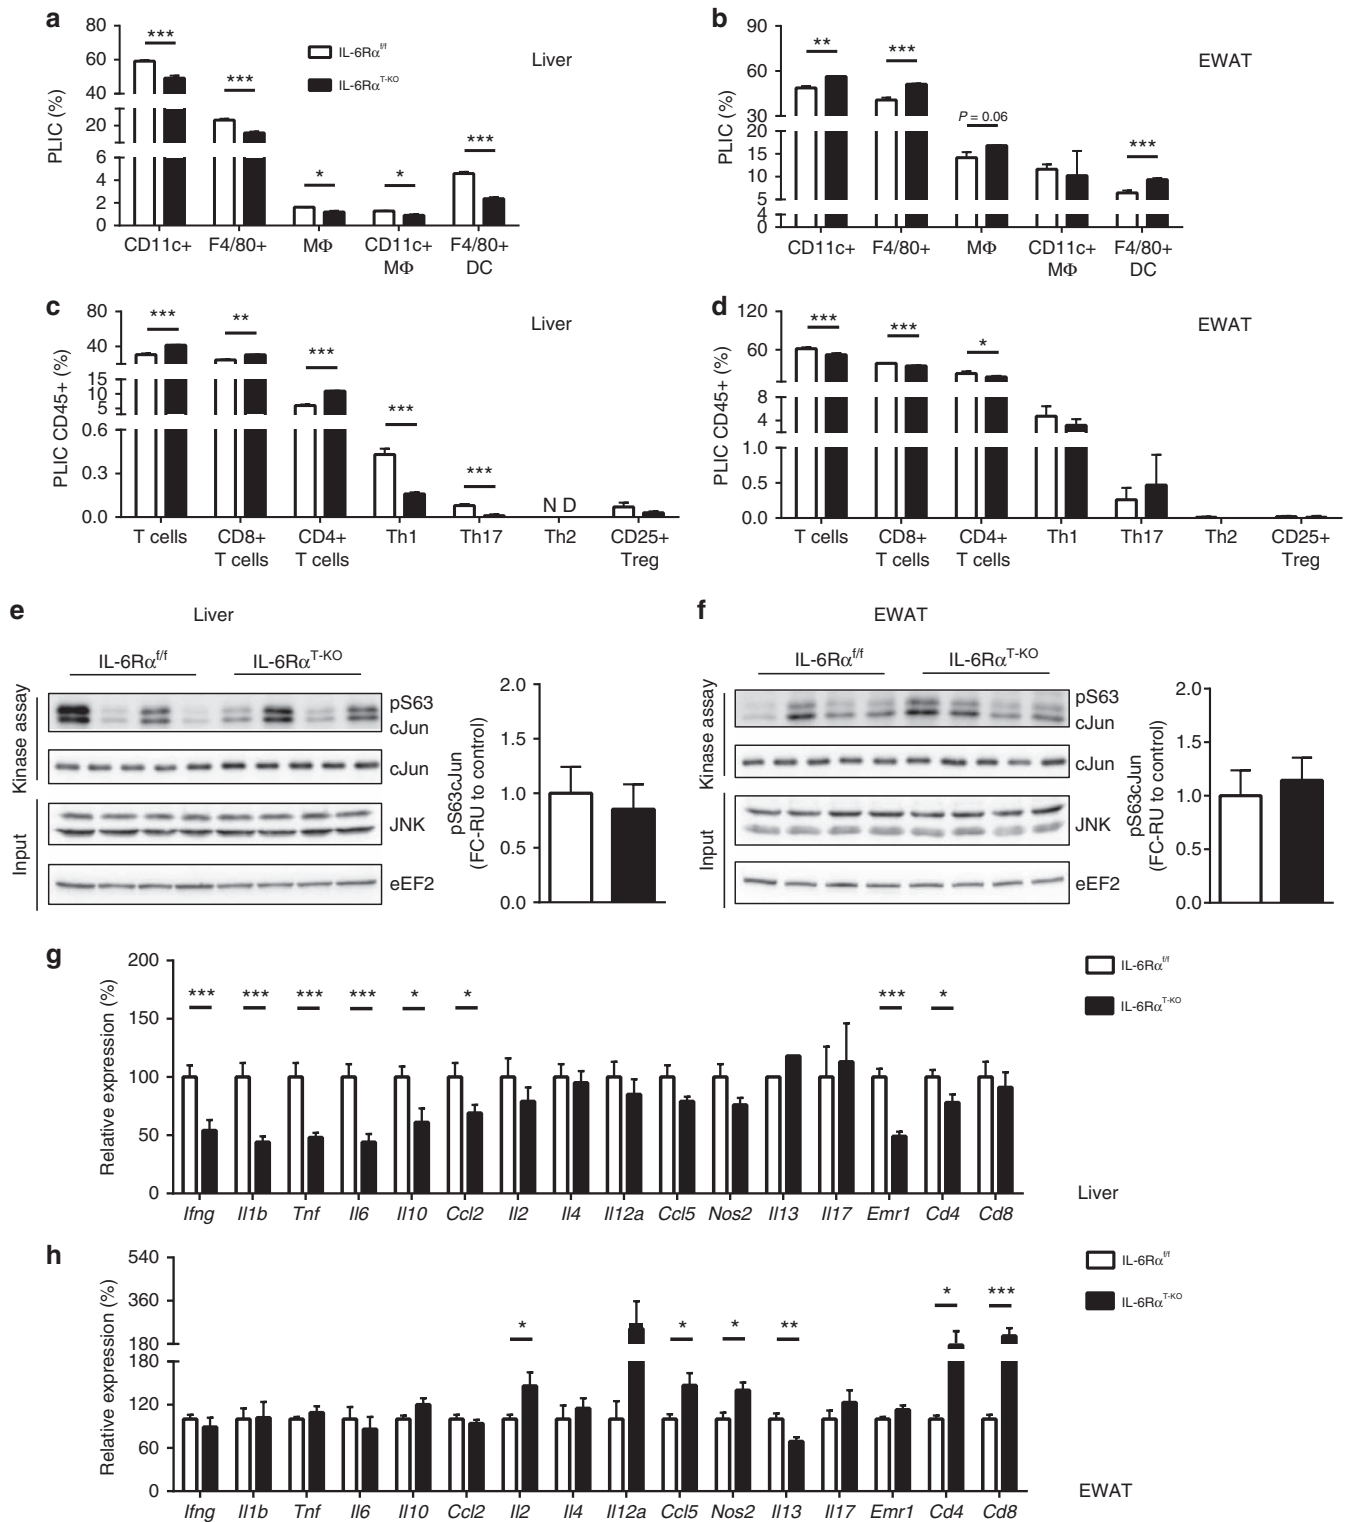 a
80
60
40
20
6
4
2
0
PLIC (%)
***
***
*
*
***
IL-6Rαf/f
IL-6RαT-KO
Liver
CD11c+
F4/80+
MΦ
CD11c+
MΦ
F4/80+
DC
b
90
60
30
20
15
10
5
4
0
PLIC (%)
**
***
P = 0.06
***
EWAT
CD11c+
F4/80+
MΦ
CD11c+
MΦ
F4/80+
DC
c
80
40
15
10
5
0.6
0.3
0.0
PLIC CD45+ (%)
***
**
***
***
***
N D
Liver
T cells
CD8+
T cells
CD4+
T cells
Th1
Th17
Th2
CD25+
Treg
d
120
60
8
4
1.0
0.5
0.0
PLIC CD45+ (%)
***
***
*
EWAT
T cells
CD8+
T cells
CD4+
T cells
Th1
Th17
Th2
CD25+
Treg
e
Liver
IL-6Rαf/f
IL-6RαT-KO
Kinase assay
Input
pS63
cJun
cJun
JNK
eEF2
2.0
1.5
1.0
0.5
0.0
pS63cJun
(FC-RU to control)
f
EWAT
IL-6Rαf/f
IL-6RαT-KO
Kinase assay
Input
pS63
cJun
cJun
JNK
eEF2
2.0
1.5
1.0
0.5
0.0
pS63cJun
(FC-RU to control)
g
200
150
100
50
0
Relative expression (%)
***
***
***
***
*
*
***
*
IL-6Rαf/f
IL-6RαT-KO
Liver
Ifng
Il1b
Tnf
Il6
Il10
Ccl2
Il2
Il4
Il12a
Ccl5
Nos2
Il13
Il17
Emr1
Cd4
Cd8
h
540
360
180
180
120
60
0
Relative expression (%)
*
*
*
**
*
***
IL-6Rαf/f
IL-6RαT-KO
EWAT
Ifng
Il1b
Tnf
Il6
Il10
Ccl2
Il2
Il4
Il12a
Ccl5
Nos2
Il13
Il17
Emr1
Cd4
Cd8